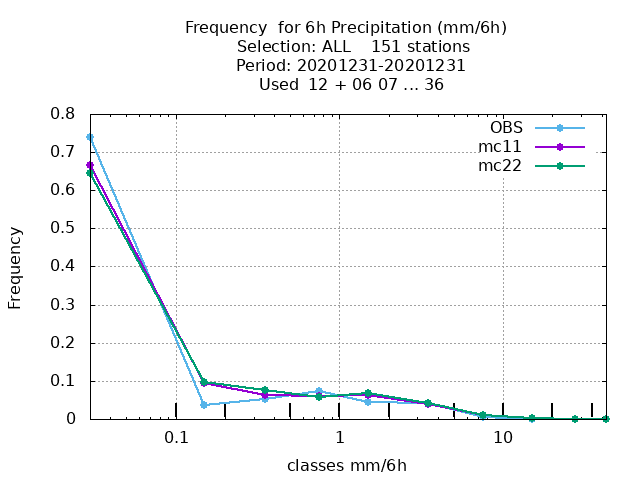 Frequency  for 6h Precipitation (mm/6h)
Selection: ALL    151 stations
Period: 20201231-20201231
Used  12 + 06 07 ... 36
OBS
mc11
mc22
0.8
0.7
0.6
0.5
0.4
0.3
0.2
0.1
0
Frequency
0.1 1 10
classes mm/6h